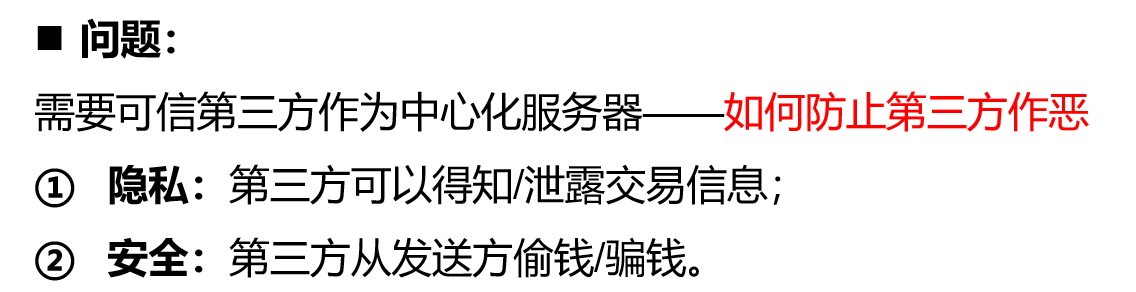 ■ 问题：
需要可信第三方作为中心化服务器——如何防止第三方作恶
① 隐私：第三方可以得知/泄露交易信息；
② 安全：第三方从发送方偷钱/骗钱。